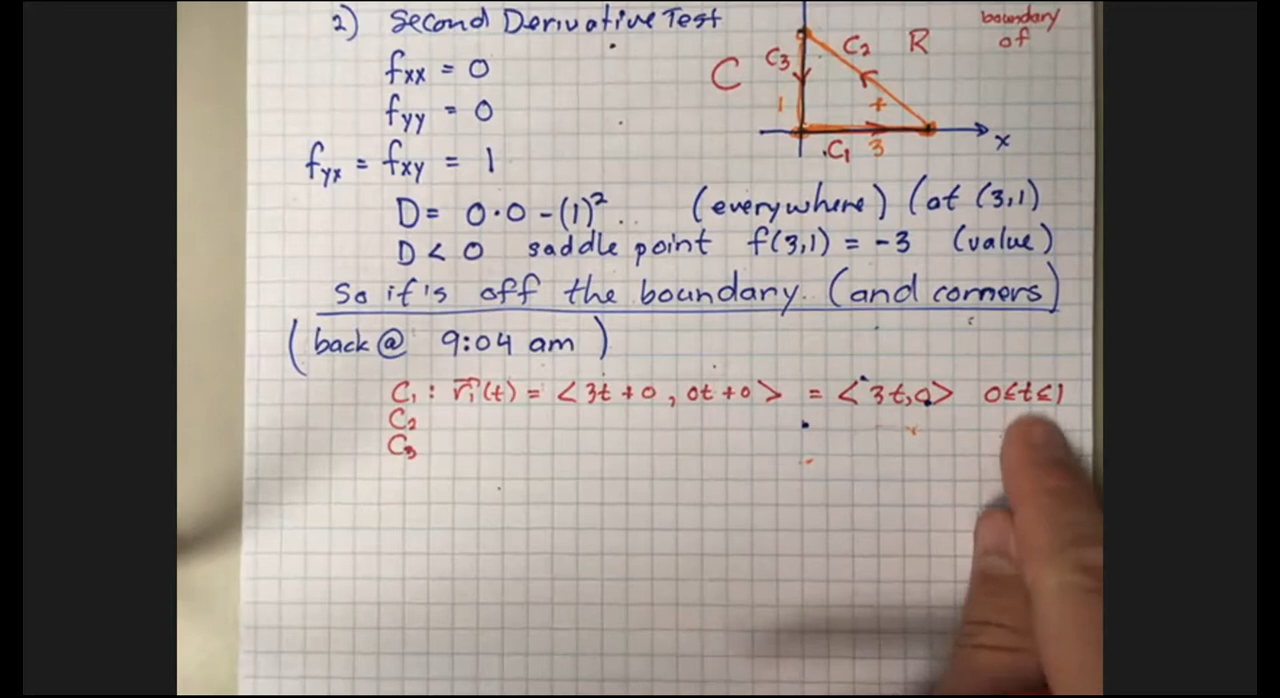 2) Second Derivative Test
boundary
of
R
C
C3
C2
1
+
C1
3
x
fxx = 0
fyy = 0
fyx = fxy = 1
D = 0·0 - (1)².. (everywhere) (at (3,1)
D < 0 saddle point f(3,1) = -3 (value)
So it's off the boundary. (and corners)
(back @ 9:04 am)
C1 : r⃗1(t) = <3t+0, 0t+0> = <3t,0> 0≤t≤1
C2
C3